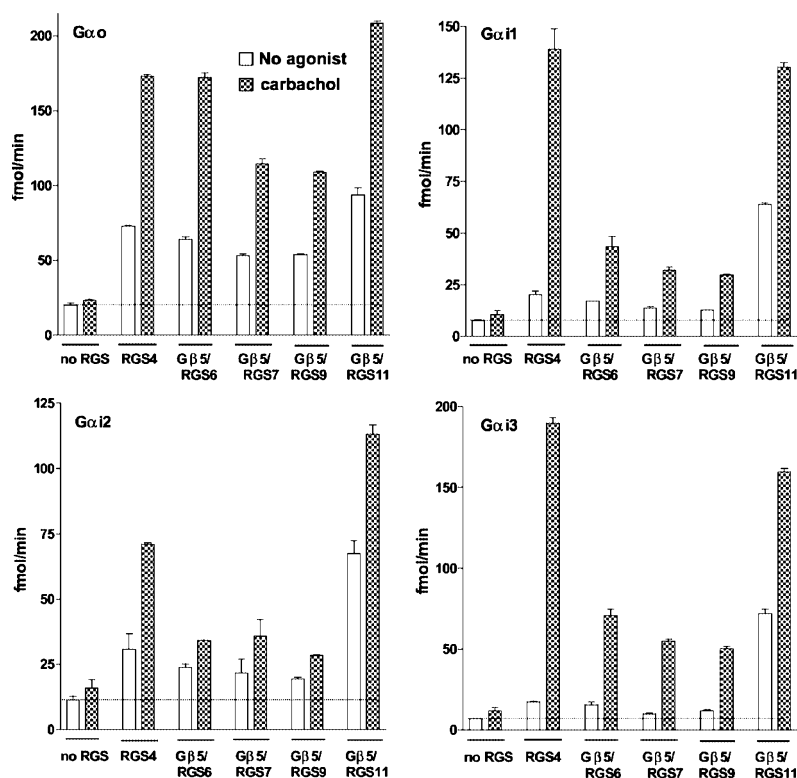 Gαo
No agonist
carbachol
fmol/min
200
150
100
50
0
no RGS RGS4 Gβ5/RGS6 Gβ5/RGS7 Gβ5/RGS9 Gβ5/RGS11
Gαi1
fmol/min
150
125
100
75
50
25
0
no RGS RGS4 Gβ5/RGS6 Gβ5/RGS7 Gβ5/RGS9 Gβ5/RGS11
Gαi2
fmol/min
125
100
75
50
25
0
no RGS RGS4 Gβ5/RGS6 Gβ5/RGS7 Gβ5/RGS9 Gβ5/RGS11
Gαi3
fmol/min
200
150
100
50
0
no RGS RGS4 Gβ5/RGS6 Gβ5/RGS7 Gβ5/RGS9 Gβ5/RGS11